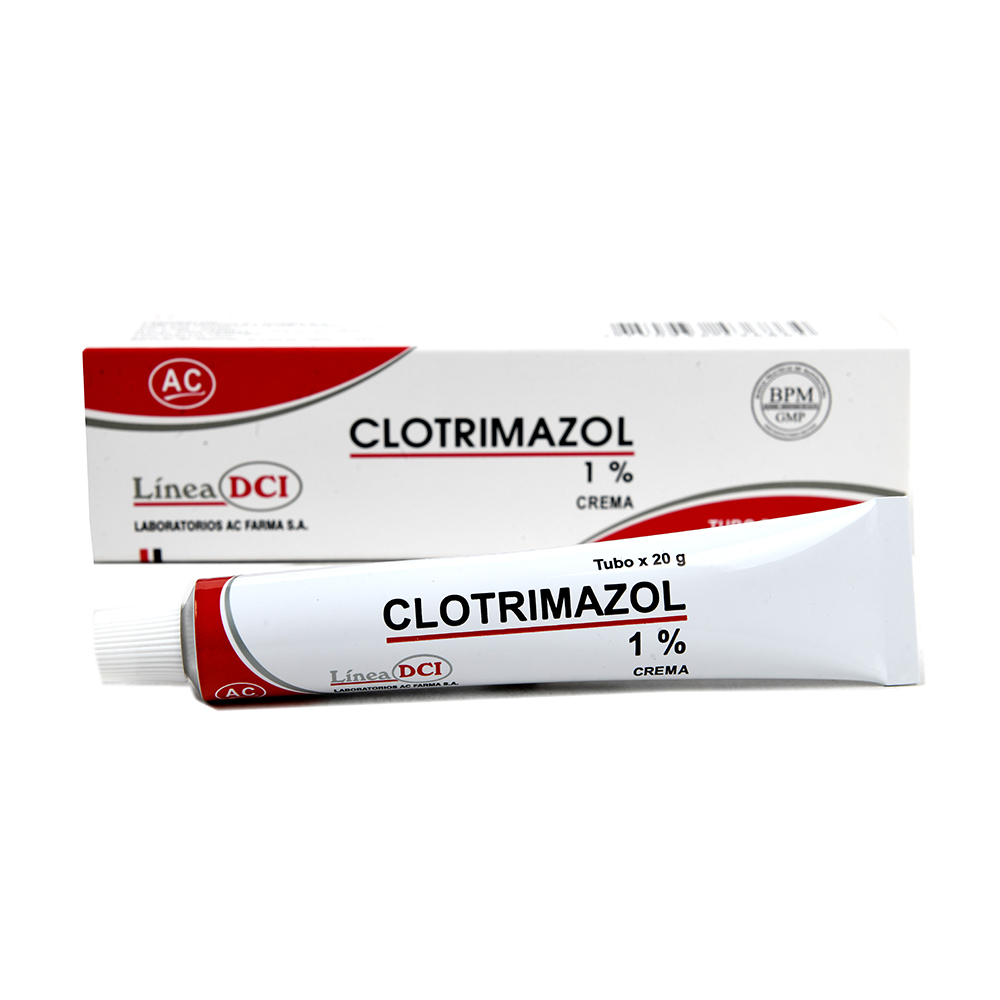 AC
CLOTRIMAZOL
1 %
CREMA
BPM
GMP
Línea DCI
LABORATORIOS AC FARMA S.A.
Tubo x 20 g
CLOTRIMAZOL
1 %
CREMA
Línea DCI
LABORATORIOS AC FARMA S.A.
AC